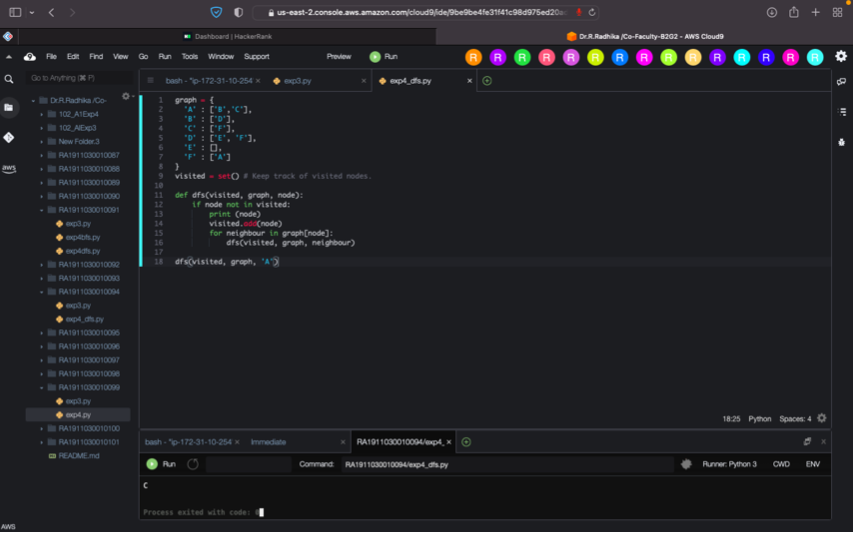 us-east-2.console.aws.amazon.com/cloud9/ide/9be9be4fe31f41c98d975ed20a
Dashboard | HackerRank
Dr.R.Radhika /Co-Faculty-B2G2 - AWS Cloud9
File Edit Find View Go Run Tools Window Support Preview Run
R R R R R R R R R R R R R R R
Go to Anything (⌘ P)
bash - "ip-172-31-10-254 × exp3.py × exp4_dfs.py ×
Dr.R.Radhika /Co-
102_A1Exp4
102_AIExp3
New Folder.3
RA1911030010087
RA1911030010088
RA1911030010089
RA1911030010090
RA1911030010091
exp3.py
exp4bfs.py
exp4dfs.py
RA1911030010092
RA1911030010093
RA1911030010094
exp3.py
exp4_dfs.py
RA1911030010095
RA1911030010096
RA1911030010097
RA1911030010098
RA1911030010099
exp3.py
exp4.py
RA1911030010100
RA1911030010101
README.md
aws
1 graph = {
2 'A' : ['B','C'],
3 'B' : ['D'],
4 'C' : ['F'],
5 'D' : ['E', 'F'],
6 'E' : [],
7 'F' : ['A']
8 }
9 visited = set() # Keep track of visited nodes.
10
11 def dfs(visited, graph, node):
12 if node not in visited:
13 print (node)
14 visited.add(node)
15 for neighbour in graph[node]:
16 dfs(visited, graph, neighbour)
17
18 dfs(visited, graph, 'A')
18:25 Python Spaces: 4
bash - "ip-172-31-10-254 × Immediate × RA1911030010094/exp4_ ×
Run Command: RA1911030010094/exp4_dfs.py Runner: Python 3 CWD ENV
C
Process exited with code: 0
AWS